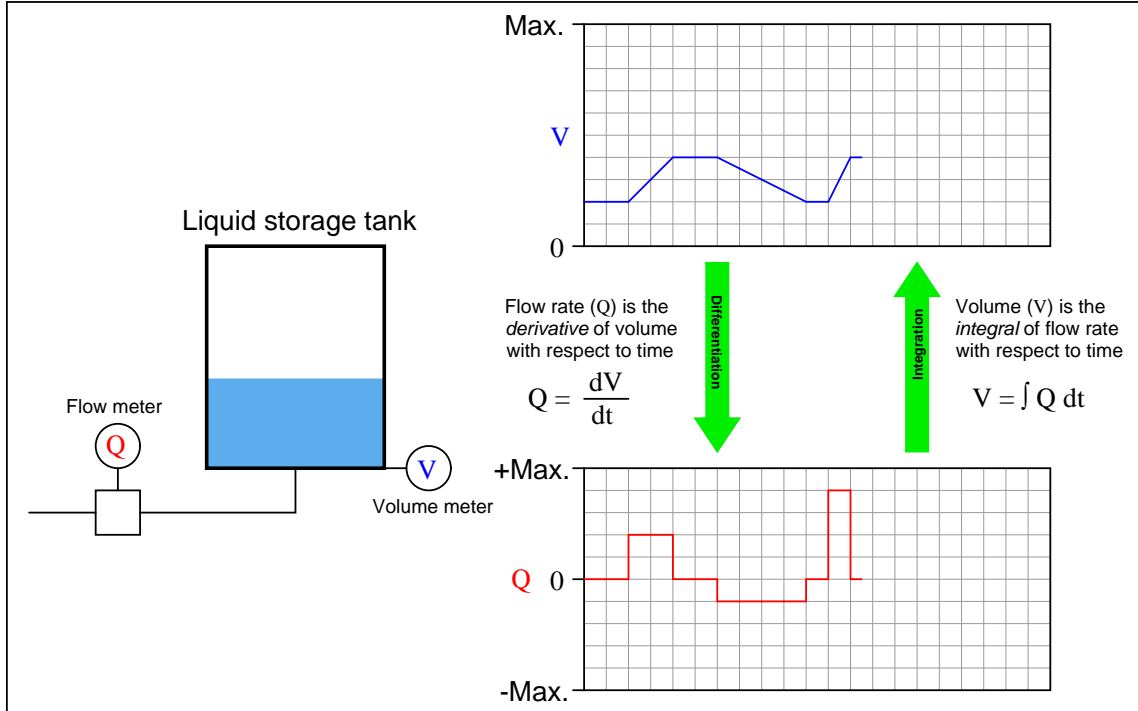 Max.
V
0
Liquid storage tank
Flow meter
Q
V
Volume meter
Flow rate (Q) is the
derivative of volume
with respect to time
Q = dV
dt
Differentiation
Integration
Volume (V) is the
integral of flow rate
with respect to time
V = ∫ Q dt
+Max.
Q 0
-Max.